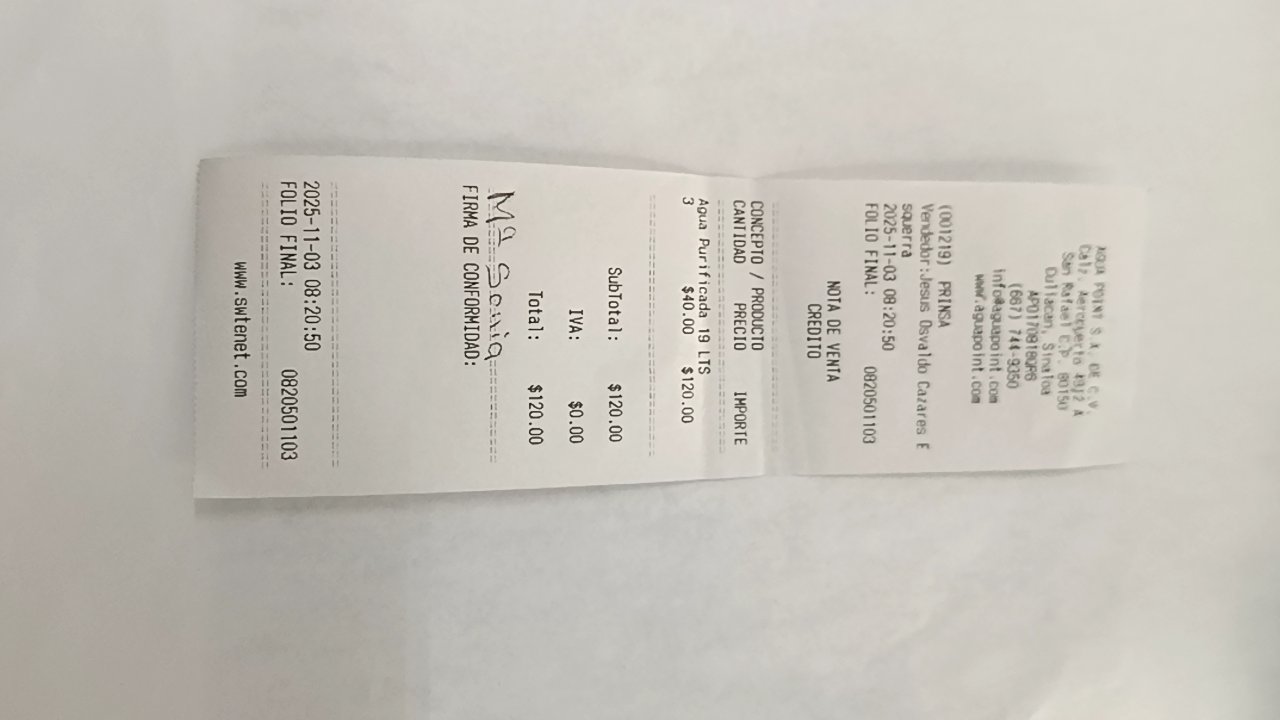 AGUA POINT S.A. DE C.V.
Calz. Aeropuerto 4972 A
San Rafael C.P. 80150
Culiacan, Sinaloa
(667) 744-9350
info@aguapoint.com
www.aguapoint.com
(001219) PRINSA
Vendedor:Jesus Osvaldo Cazares E
squerra
2025-11-03 08:20:50
FOLIO FINAL: 0820501103
NOTA DE VENTA
CREDITO
CONCEPTO / PRODUCTO
CANTIDAD PRECIO IMPORTE
Agua Purificada 19 LTS
3 $40.00 $120.00
SubTotal: $120.00
IVA: $0.00
Total: $120.00
Ma Sonia
FIRMA DE CONFORMIDAD:
2025-11-03 08:20:50
FOLIO FINAL: 0820501103
www.swtenet.com